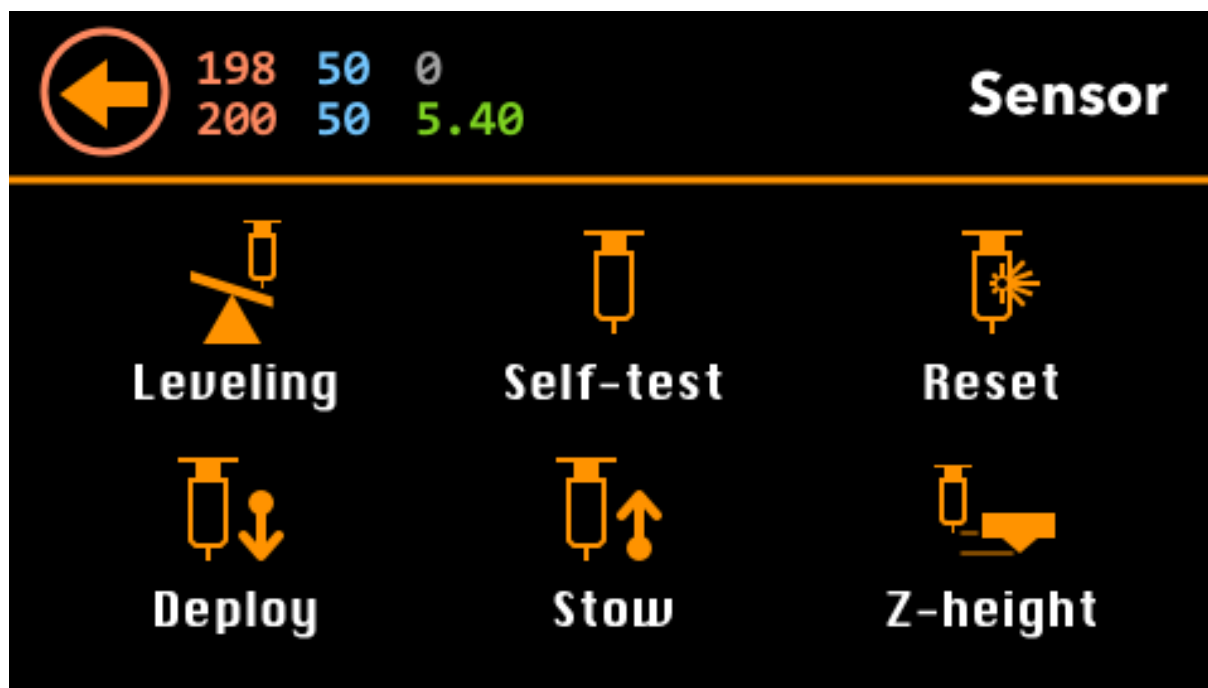 198 50 0
200 50 5.40
Sensor
Leveling
Self-test
Reset
Deploy
Stow
Z-height